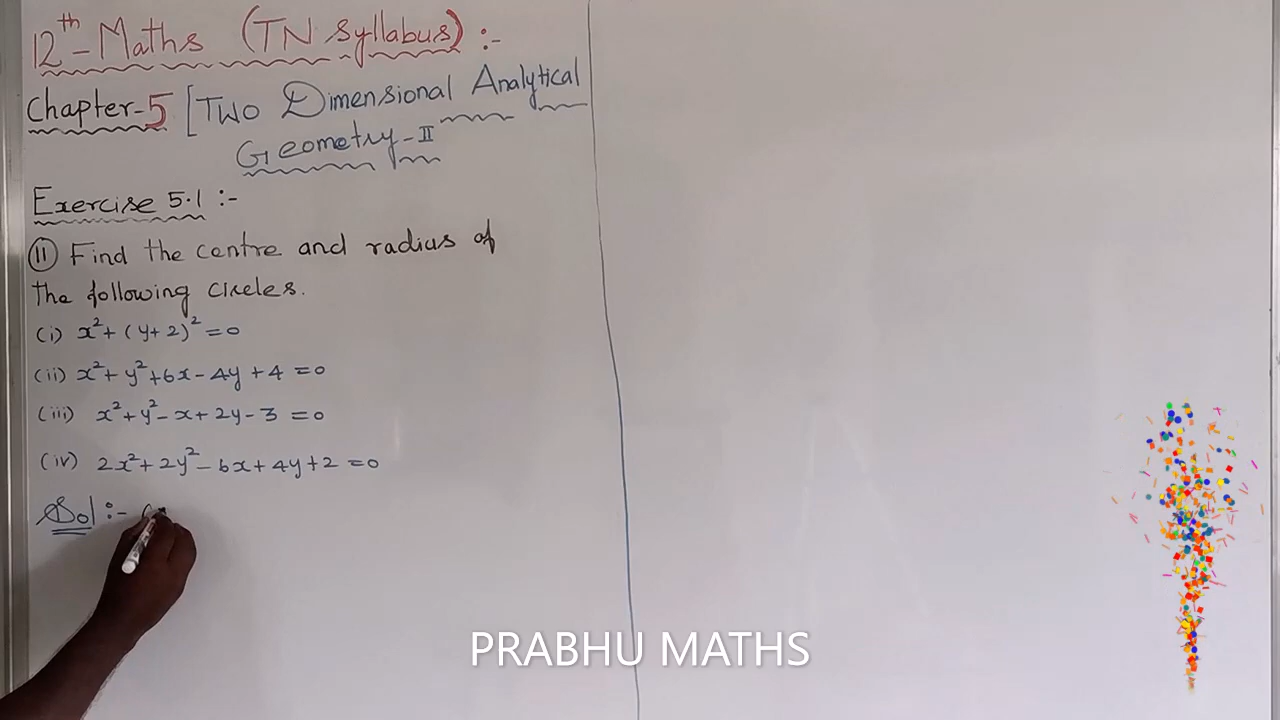 12th - Maths (TN Syllabus) :-
Chapter-5 [Two Dimensional Analytical
Geometry-II
Exercise 5.1 :-
11 Find the centre and radius of
the following circles.
(i) x²+(y+2)²=0
(ii) x²+y²+6x-4y+4=0
(iii) x²+y²-x+2y-3=0
(iv) 2x²+2y²-6x+4y+2=0
Sol :-
PRABHU MATHS